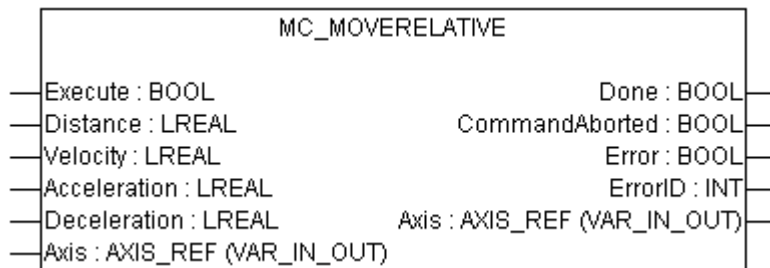 MC_MOVERELATIVE
Execute : BOOL Done : BOOL
Distance : LREAL CommandAborted : BOOL
Velocity : LREAL Error : BOOL
Acceleration : LREAL ErrorID : INT
Deceleration : LREAL Axis : AXIS_REF (VAR_IN_OUT)
Axis : AXIS_REF (VAR_IN_OUT)